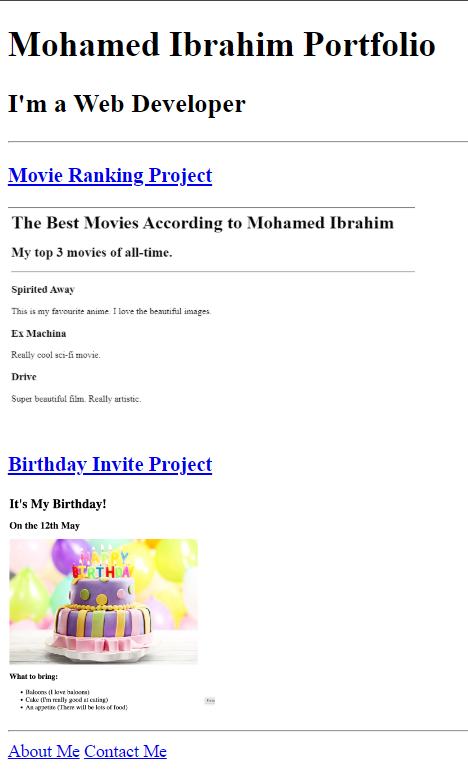 Mohamed Ibrahim Portfolio
I'm a Web Developer
Movie Ranking Project
The Best Movies According to Mohamed Ibrahim
My top 3 movies of all-time.
Spirited Away
This is my favourite anime. I love the beautiful images.
Ex Machina
Really cool sci-fi movie.
Drive
Super beautiful film. Really artistic.
Birthday Invite Project
It's My Birthday!
On the 12th May
HAPPY
BIRTHDAY
What to bring:
Baloons (I love baloons)
Cake (I'm really good at eating)
An appetite (There will be lots of food)
About Me Contact Me